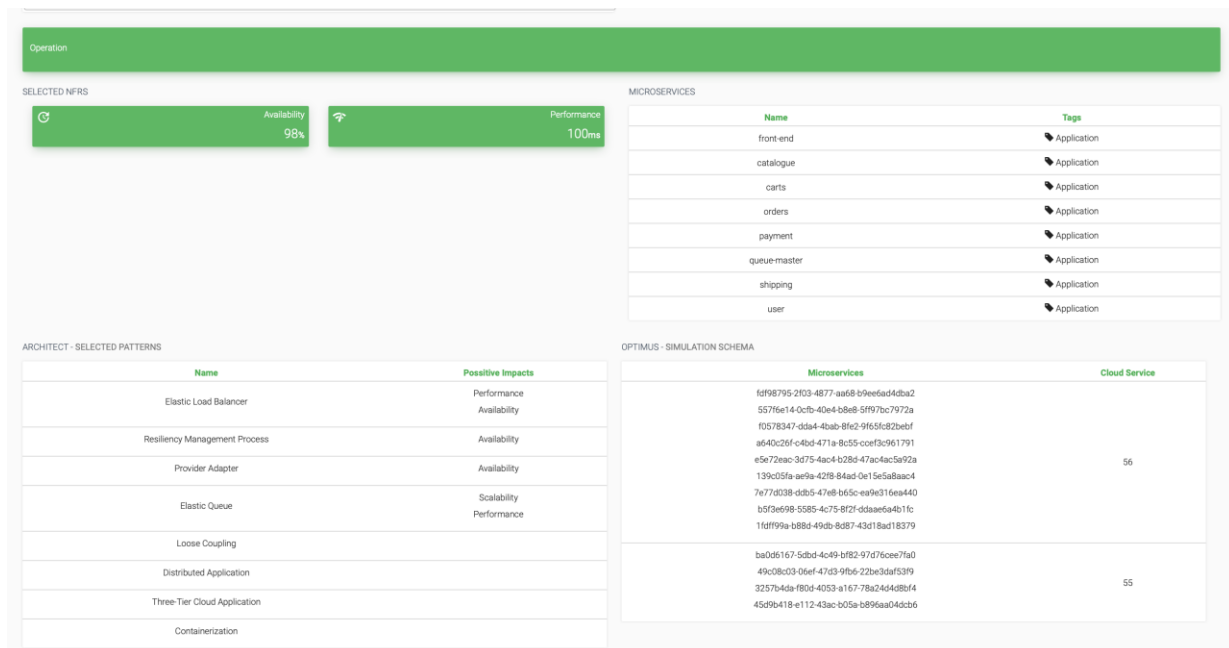 Operation
SELECTED NFRS
Availability
98%
Performance
100ms
MICROSERVICES
Name Tags
front-end Application
catalogue Application
carts Application
orders Application
payment Application
queue-master Application
shipping Application
user Application
ARCHITECT - SELECTED PATTERNS
Name Possitive Impacts
Elastic Load Balancer Performance
Availability
Resiliency Management Process Availability
Provider Adapter Availability
Elastic Queue Scalability
Performance
Loose Coupling
Distributed Application
Three-Tier Cloud Application
Containerization
OPTIMUS - SIMULATION SCHEMA
Microservices Cloud Service
fdf98795-2f03-4877-aa68-b9ee6ad4dba2
557f6e14-0cfb-40e4-b8e8-5ff97bc7972a
f0578347-dda4-4bab-8fe2-9f65fc82bebf
a640c26f-c4bd-471a-8c55-ccef3c961791
e5e72eac-3d75-4ac4-b28d-47ac4ac5a92a
56
139c05fa-ae9a-42f8-84ad-0e15e5a8aac4
7e77d038-ddb5-47e8-b65c-ea9e316ea440
b5f3e698-5585-4c75-8f2f-ddaae6a4b1fc
1fdff99a-b88d-49db-8d87-43d18ad18379
ba0d6167-5dbd-4c49-bf82-97d76cee7fa0
49c08c03-06ef-47d3-9fb6-22be3daf53f9
55
3257b4da-f80d-4053-a167-78a24d4d8bf4
45d9b418-e112-43ac-b05a-b896aa04dcb6